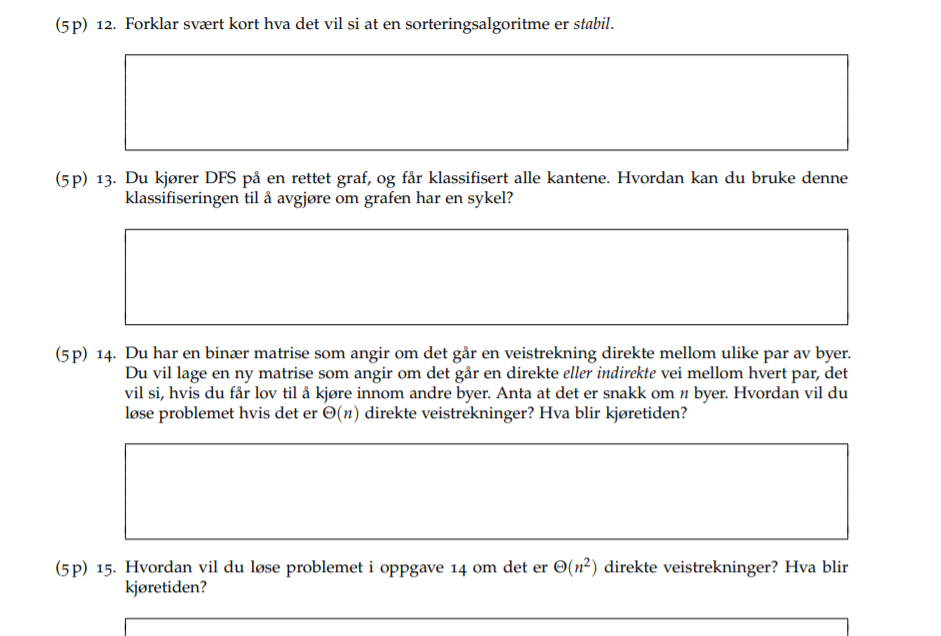 (5 p) 12. Forklar svært kort hva det vil si at en sorteringsalgoritme er stabil.
(5 p) 13. Du kjører DFS på en rettet graf, og får klassifisert alle kantene. Hvordan kan du bruke denne
klassifiseringen til å avgjøre om grafen har en sykel?
(5 p) 14. Du har en binær matrise som angir om det går en veistrekning direkte mellom ulike par av byer.
Du vil lage en ny matrise som angir om det går en direkte eller indirekte vei mellom hvert par, det
vil si, hvis du får lov til å kjøre innom andre byer. Anta at det er snakk om n byer. Hvordan vil du
løse problemet hvis det er Θ(n) direkte veistrekninger? Hva blir kjøretiden?
(5 p) 15. Hvordan vil du løse problemet i oppgave 14 om det er Θ(n²) direkte veistrekninger? Hva blir
kjøretiden?